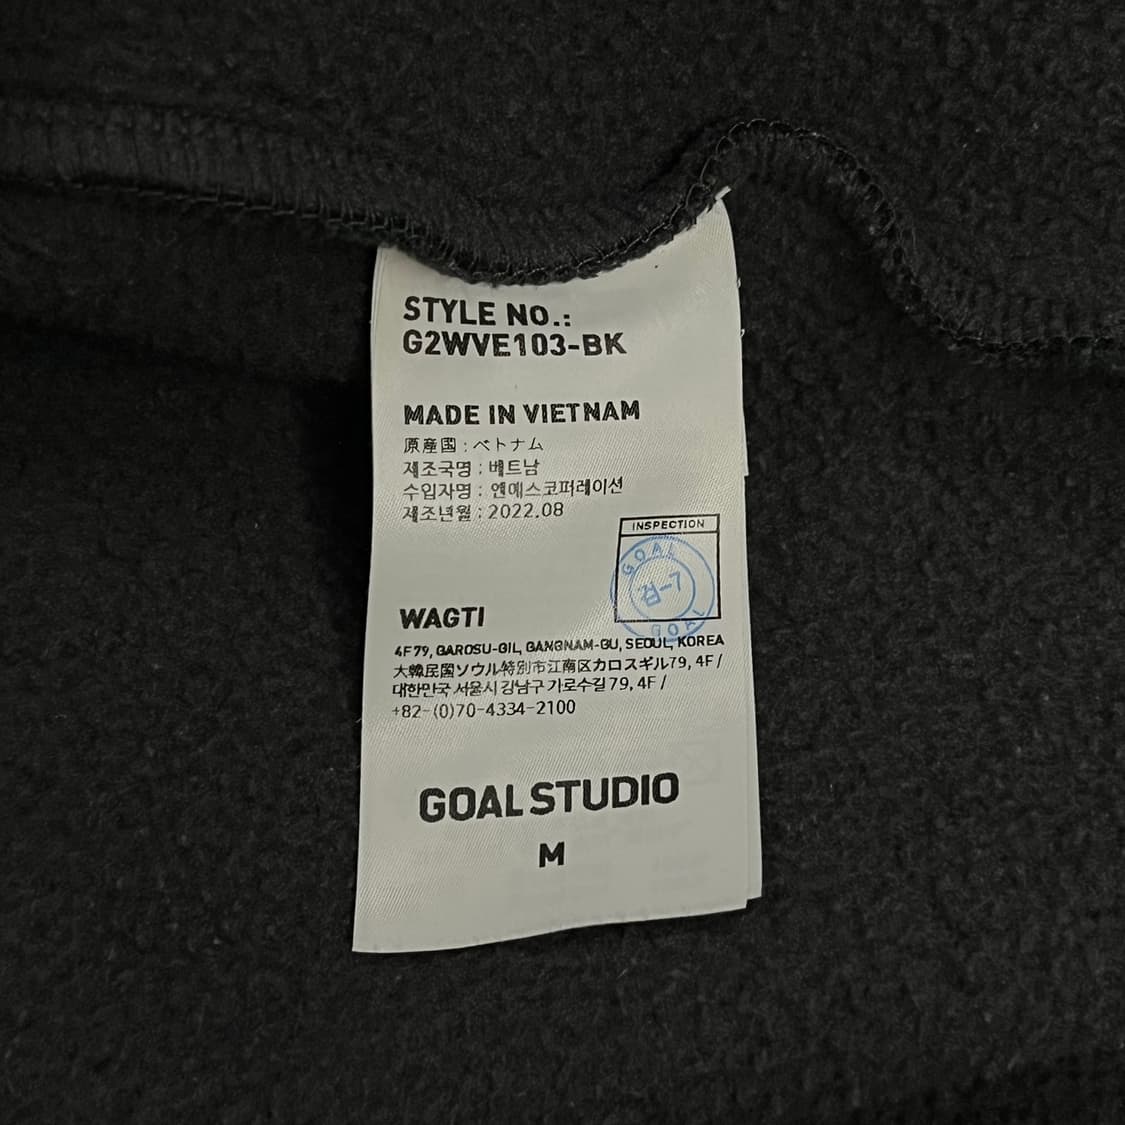 STYLE NO.:
G2WVE103-BK
MADE IN VIETNAM
原産国 : ベトナム
제조국명 : 베트남
수입자명 : 엔에스코퍼레이션
제조년월 : 2022.08
INSPECTION
GOAL
검-7
GOAL
WAGTI
4F 79, GAROSU-GIL, GANGNAM-GU, SEOUL, KOREA
大韓民国ソウル特別市江南区カロスギル79, 4F /
대한민국 서울시 강남구 가로수길 79, 4F /
+82-(0)70-4334-2100
GOAL STUDIO
M